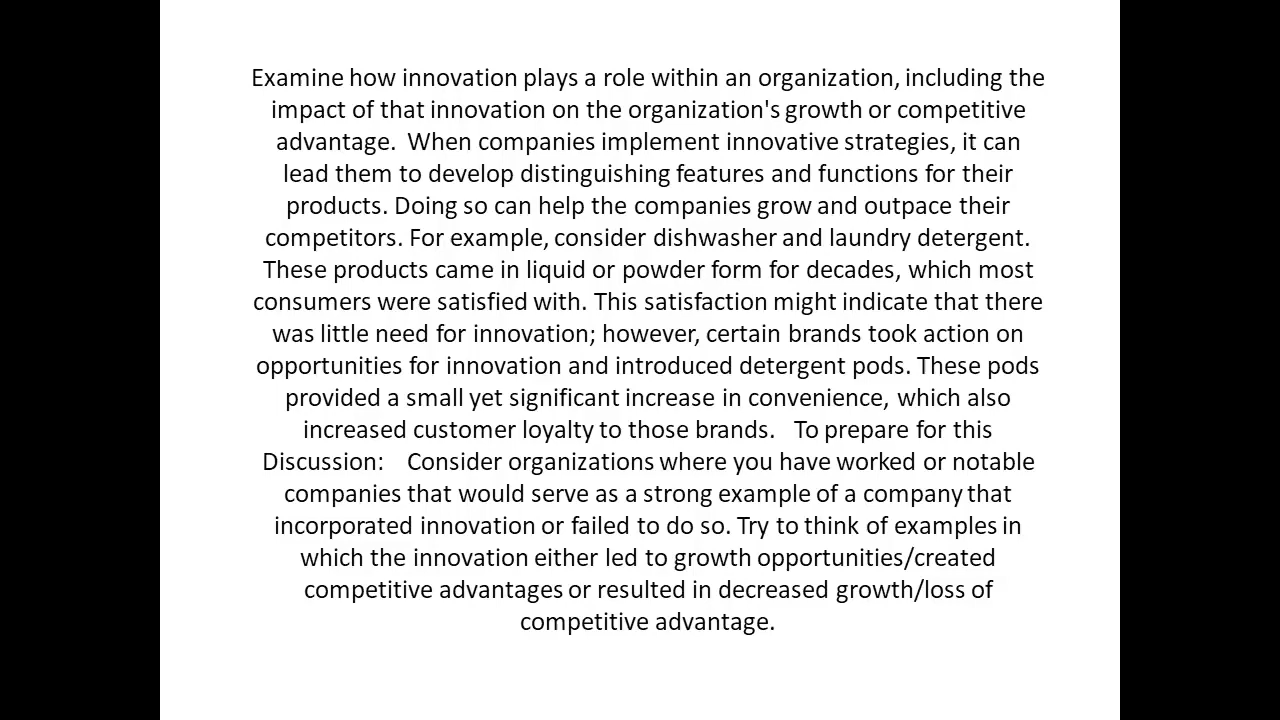 Examine how innovation plays a role within an organization, including the
impact of that innovation on the organization's growth or competitive
advantage.  When companies implement innovative strategies, it can
lead them to develop distinguishing features and functions for their
products. Doing so can help the companies grow and outpace their
competitors. For example, consider dishwasher and laundry detergent.
These products came in liquid or powder form for decades, which most
consumers were satisfied with. This satisfaction might indicate that there
was little need for innovation; however, certain brands took action on
opportunities for innovation and introduced detergent pods. These pods
provided a small yet significant increase in convenience, which also
increased customer loyalty to those brands.   To prepare for this
Discussion:    Consider organizations where you have worked or notable
companies that would serve as a strong example of a company that
incorporated innovation or failed to do so. Try to think of examples in
which the innovation either led to growth opportunities/created
competitive advantages or resulted in decreased growth/loss of
competitive advantage.